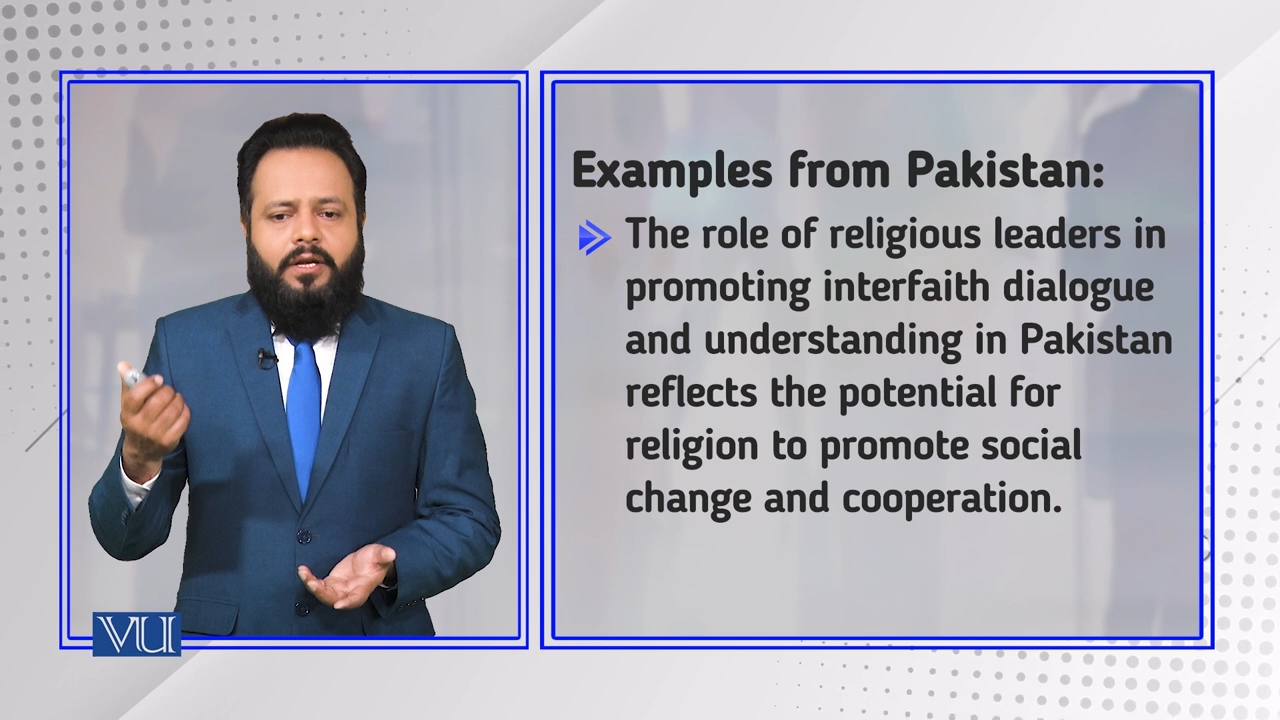 Examples from Pakistan:
The role of religious leaders in
promoting interfaith dialogue
and understanding in Pakistan
reflects the potential for
religion to promote social
change and cooperation.
VU